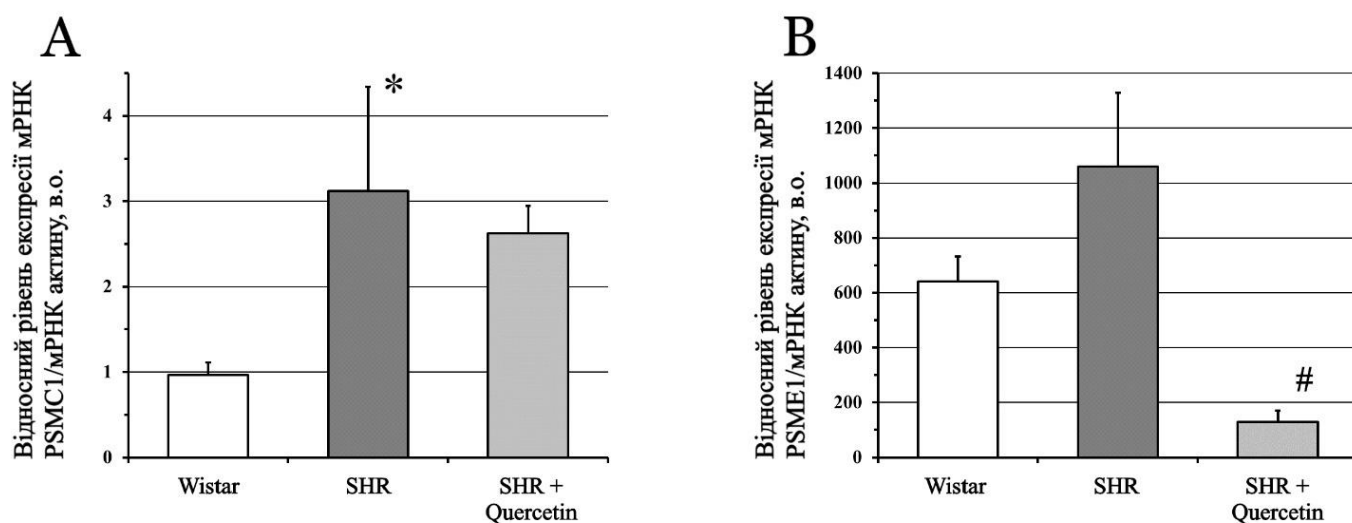 A
Відносний рівень експресії мРНК
PSMC1/мРНК актину, в.о.
4
3
2
1
0
*
Wistar
SHR
SHR +
Quercetin
B
Відносний рівень експресії мРНК
PSME1/мРНК актину, в.о.
1400
1200
1000
800
600
400
200
0
#
Wistar
SHR
SHR +
Quercetin